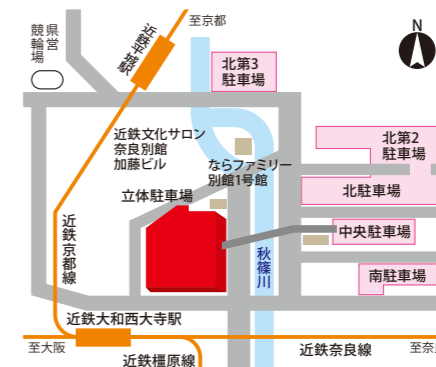 至京都
N
県営
競輪場
近鉄平城駅
北第3
駐車場
近鉄文化サロン
奈良別館
加藤ビル
ならファミリー
別館1号館
北第2
駐車場
立体駐車場
北駐車場
中央駐車場
近鉄京都線
秋篠川
南駐車場
近鉄大和西大寺駅
至大阪
近鉄橿原線
近鉄奈良線
至奈